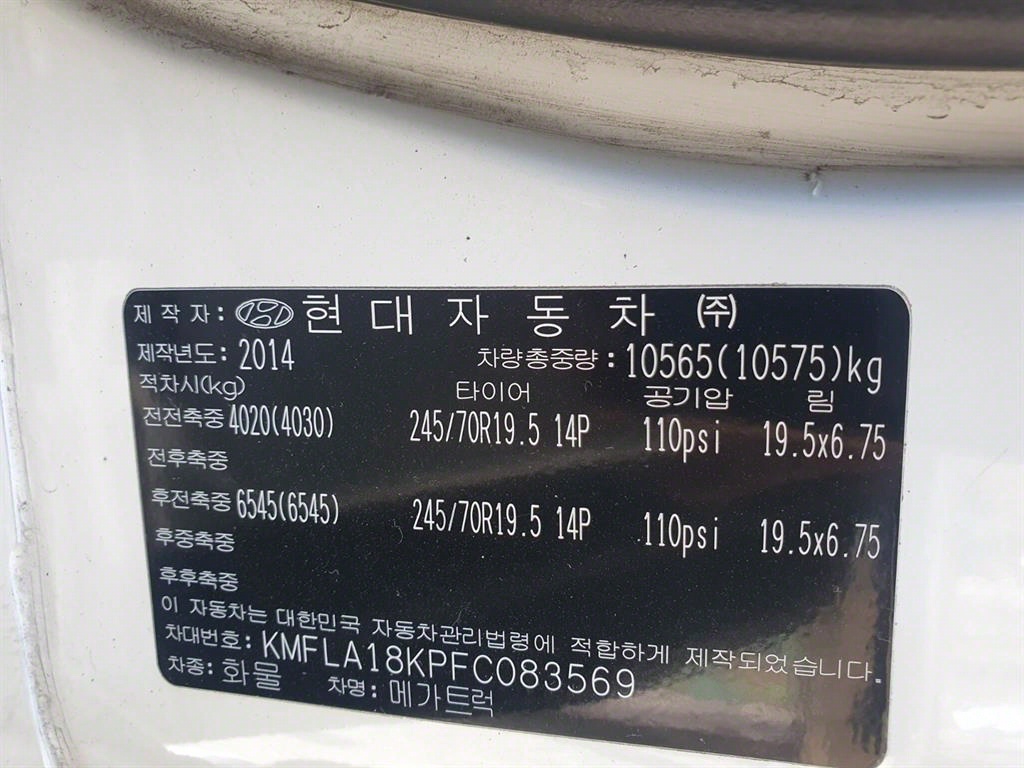 제작자: 현대자동차 ㈜
제작년도: 2014 차량총중량: 10565(10575)kg
적차시(kg) 타이어 공기압 림
전전축중 4020(4030) 245/70R19.5 14P 110psi 19.5x6.75
전후축중
후전축중 6545(6545) 245/70R19.5 14P 110psi 19.5x6.75
후중축중
후후축중
이 자동차는 대한민국 자동차관리법령에 적합하게 제작되었습니다.
차대번호: KMFLA18KPFC083569
차종: 화물 차명: 메가트럭